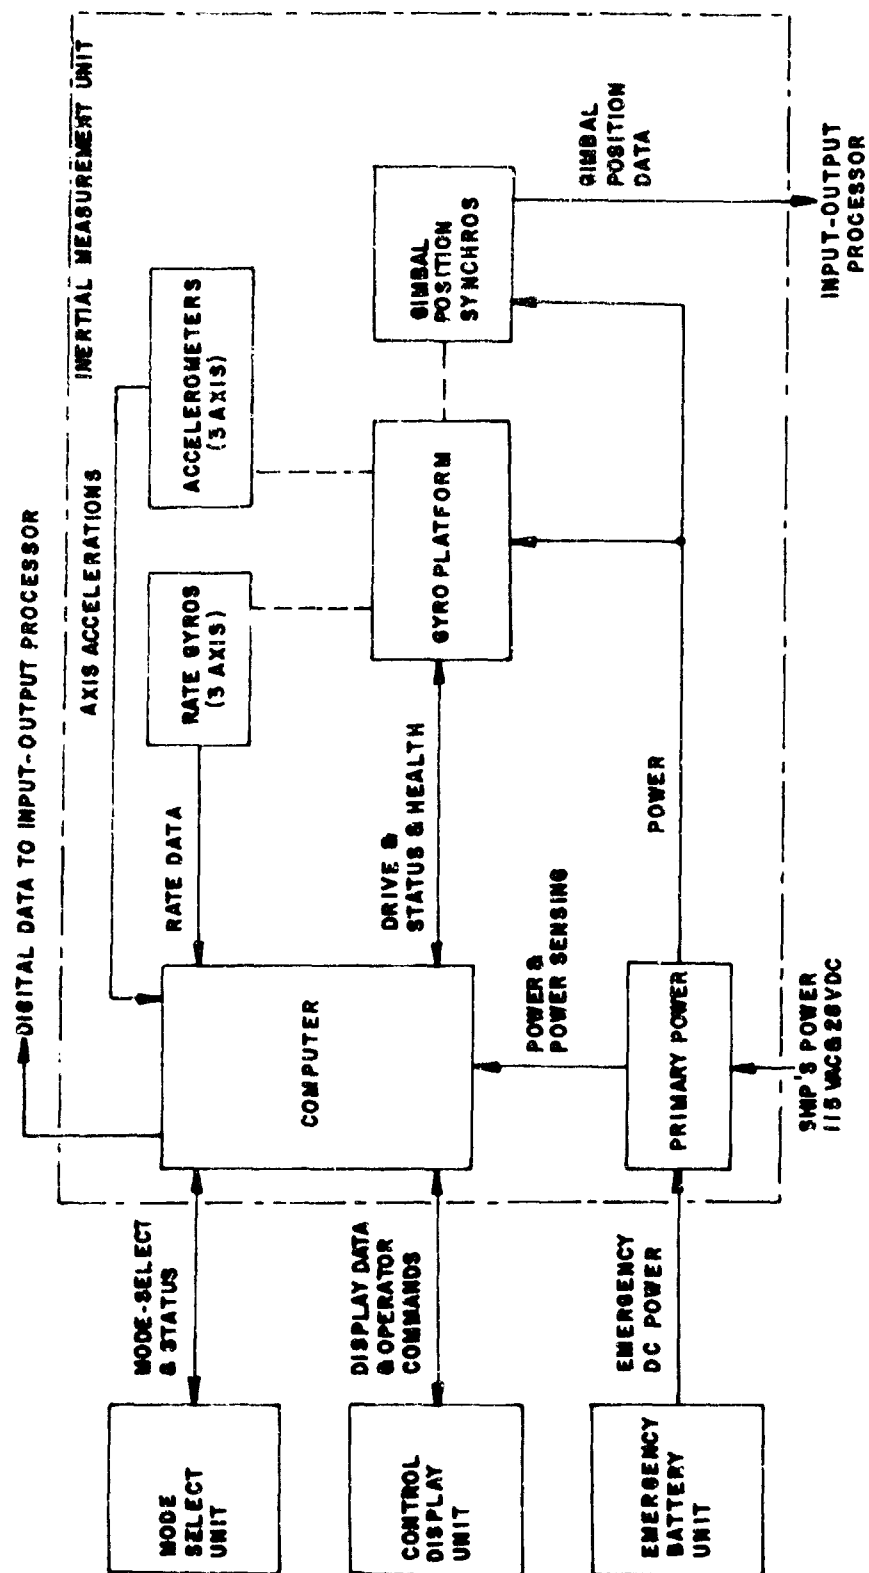 DIGITAL DATA TO INPUT-OUTPUT PROCESSOR
INERTIAL MEASUREMENT UNIT
AXIS ACCELERATIONS
MODE
SELECT
UNIT
MODE-SELECT
& STATUS
COMPUTER
RATE DATA
RATE GYROS
(3 AXIS)
ACCELEROMETERS
(3 AXIS)
CONTROL
DISPLAY
UNIT
DISPLAY DATA
& OPERATOR
COMMANDS
DRIVE &
STATUS & HEALTH
GYRO PLATFORM
GIMBAL
POSITION
SYNCHROS
POWER &
POWER SENSING
GIMBAL
POSITION
DATA
EMERGENCY
BATTERY
UNIT
EMERGENCY
DC POWER
PRIMARY POWER
POWER
SHIP'S POWER
115 VAC & 28 VDC
INPUT-OUTPUT
PROCESSOR